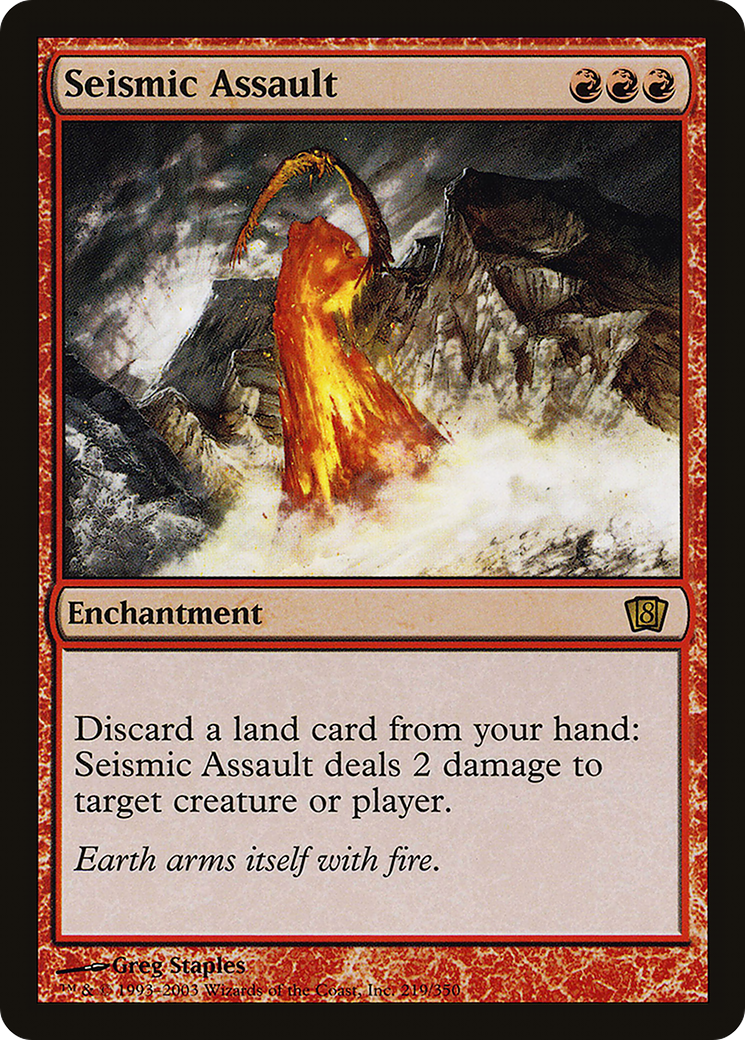 Seismic Assault
Enchantment
8
Discard a land card from your hand:
Seismic Assault deals 2 damage to
target creature or player.
Earth arms itself with fire.
Greg Staples
™ & © 1993–2003 Wizards of the Coast, Inc. 219/350